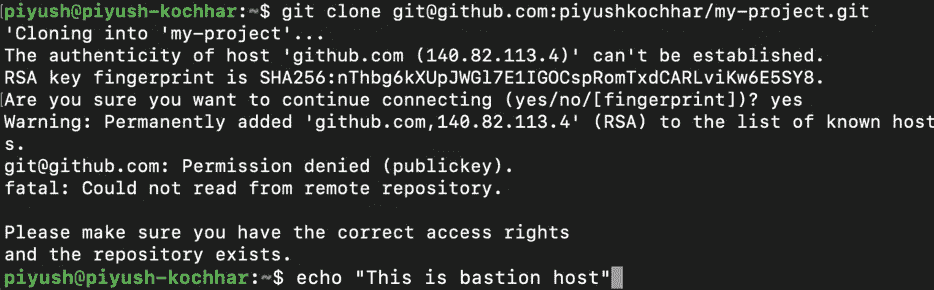 piyush@piyush-kochhar:~$ git clone git@github.com:piyushkochhar/my-project.git
'Cloning into 'my-project'...
The authenticity of host 'github.com (140.82.113.4)' can't be established.
RSA key fingerprint is SHA256:nThbg6kXUpJWGl7E1IGOCspRomTxdCARLviKw6E5SY8.
Are you sure you want to continue connecting (yes/no/[fingerprint])? yes
Warning: Permanently added 'github.com,140.82.113.4' (RSA) to the list of known host
s.
git@github.com: Permission denied (publickey).
fatal: Could not read from remote repository.
Please make sure you have the correct access rights
and the repository exists.
piyush@piyush-kochhar:~$ echo "This is bastion host"